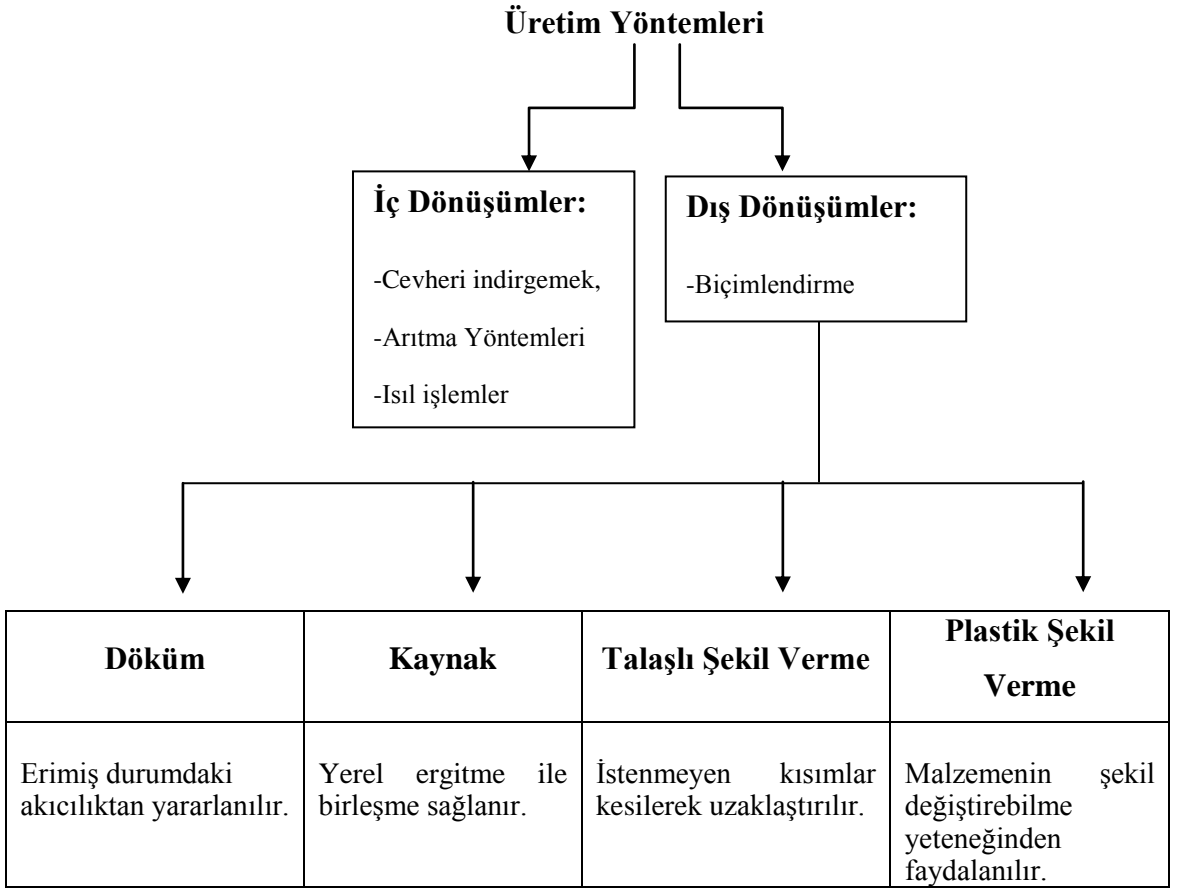 Üretim Yöntemleri
İç Dönüşümler:
-Cevheri indirgemek,
-Arıtma Yöntemleri
-Isıl işlemler
Dış Dönüşümler:
-Biçimlendirme
Döküm
Kaynak
Talaşlı Şekil Verme
Plastik Şekil
Verme
Erimiş durumdaki
akıcılıktan yararlanılır.
Yerel ergitme ile
birleşme sağlanır.
İstenmeyen kısımlar
kesilerek uzaklaştırılır.
Malzemenin şekil
değiştirebilme
yeteneğinden
faydalanılır.